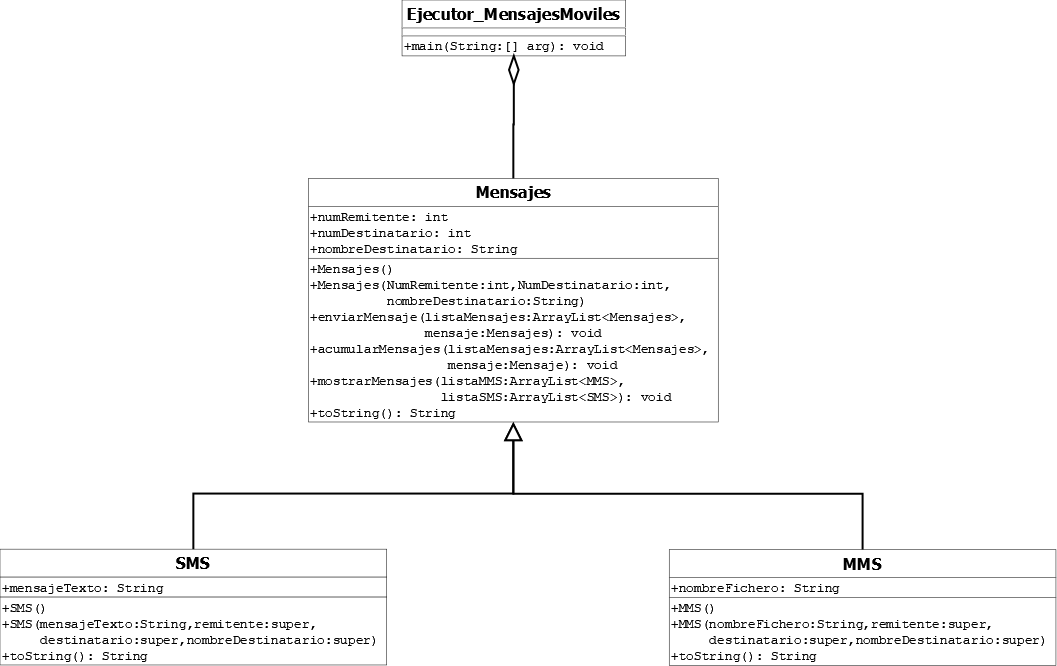 Ejecutor_MensajesMoviles
+main(String:[] arg): void
Mensajes
+numRemitente: int
+numDestinatario: int
+nombreDestinatario: String
+Mensajes()
+Mensajes(NumRemitente:int,NumDestinatario:int,
nombreDestinatario:String)
+enviarMensaje(listaMensajes:ArrayList<Mensajes>,
mensaje:Mensajes): void
+acumularMensajes(listaMensajes:ArrayList<Mensajes>,
mensaje:Mensaje): void
+mostrarMensajes(listaMMS:ArrayList<MMS>,
listaSMS:ArrayList<SMS>): void
+toString(): String
SMS
+mensajeTexto: String
+SMS()
+SMS(mensajeTexto:String,remitente:super,
destinatario:super,nombreDestinatario:super)
+toString(): String
MMS
+nombreFichero: String
+MMS()
+MMS(nombreFichero:String,remitente:super,
destinatario:super,nombreDestinatario:super)
+toString(): String